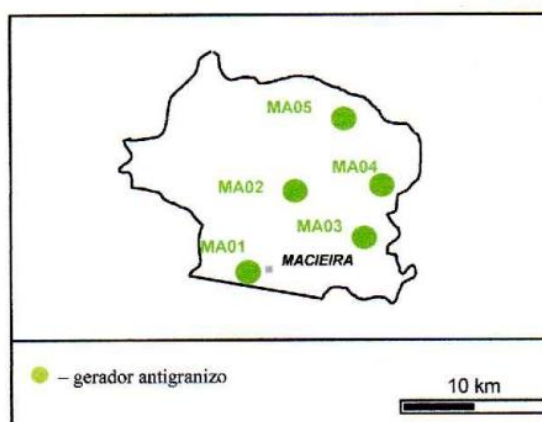 MA05
MA04
MA02
MA03
MA01
MACIEIRA
– gerador antigranizo
10 km